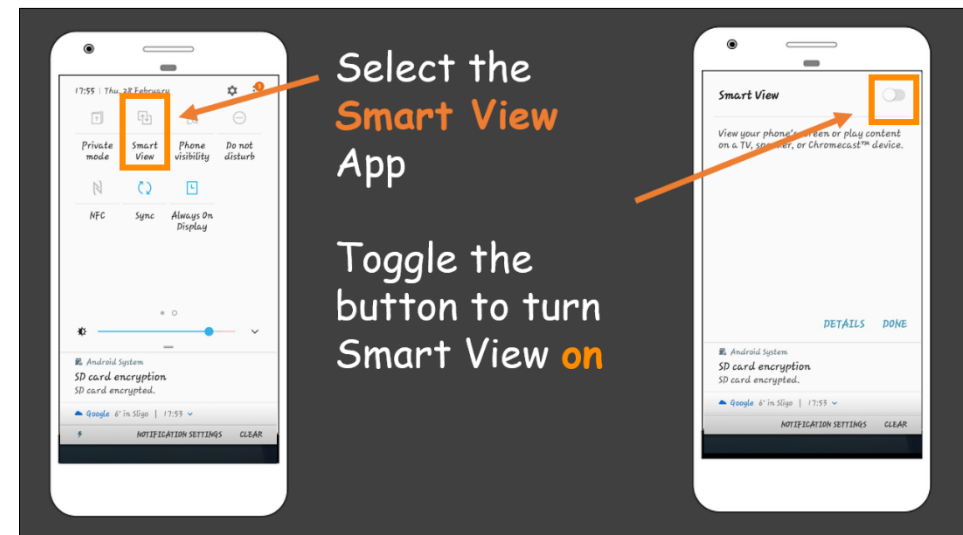 17:55 | Thu, 28 February
Private mode
Smart View
Phone visibility
Do not disturb
NFC
Sync
Always On Display
Android System
SD card encryption
SD card encrypted.
Google 6° in Sligo | 17:53
NOTIFICATION SETTINGS CLEAR
Select the
Smart View
App
Toggle the
button to turn
Smart View on
Smart View
View your phone's screen or play content
on a TV, speaker, or Chromecast™ device.
DETAILS DONE
Android System
SD card encryption
SD card encrypted.
Google 6° in Sligo | 17:53
NOTIFICATION SETTINGS CLEAR